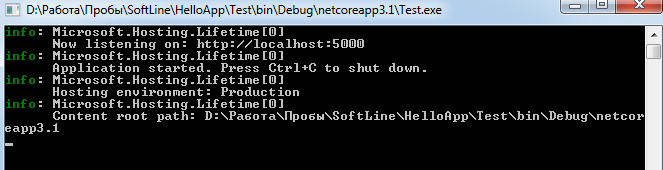 D:\Работа\Пробы\SoftLine\HelloApp\Test\bin\Debug\netcoreapp3.1\Test.exe
info: Microsoft.Hosting.Lifetime[0]
Now listening on: http://localhost:5000
info: Microsoft.Hosting.Lifetime[0]
Application started. Press Ctrl+C to shut down.
info: Microsoft.Hosting.Lifetime[0]
Hosting environment: Production
info: Microsoft.Hosting.Lifetime[0]
Content root path: D:\Работа\Пробы\SoftLine\HelloApp\Test\bin\Debug\netcor
eapp3.1